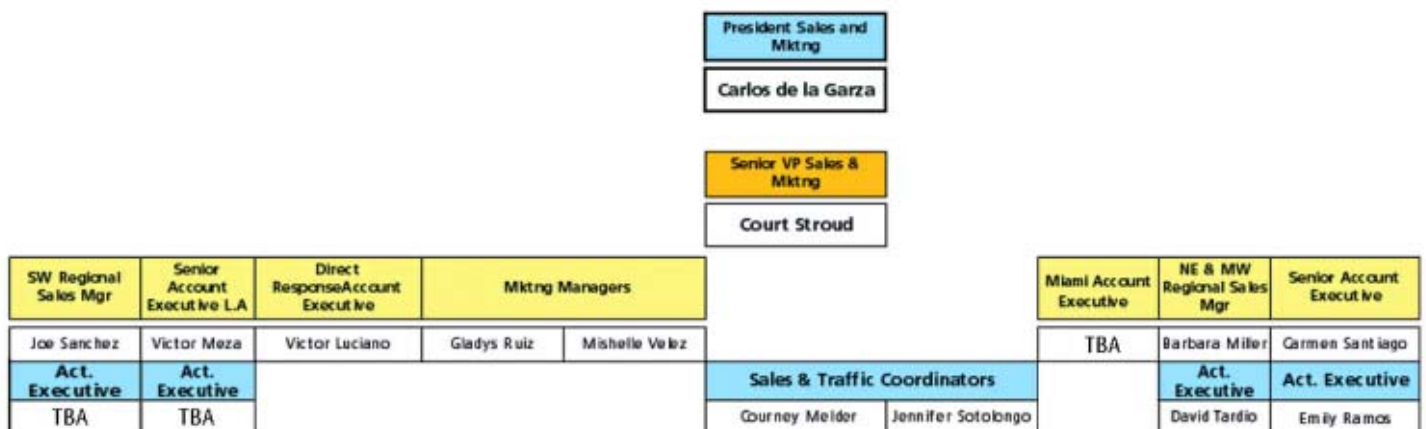 President Sales and
Mktng
Carlos de la Garza
Senior VP Sales &
Mktng
Court Stroud
SW Regional
Sales Mgr
Senior
Account
Executive L.A
Direct
ResponseAccount
Executive
Mktng Managers
Miami Account
Executive
NE & MW
Regional Sales
Mgr
Senior Account
Executive
Joe Sanchez
Victor Meza
Victor Luciano
Gladys Ruiz
Mishelle Velez
TBA
Barbara Miller
Carmen Santiago
Act.
Executive
Act.
Executive
Sales & Traffic Coordinators
Act.
Executive
Act. Executive
TBA
TBA
Courney Melder
Jennifer Sotolongo
David Tardio
Emily Ramos